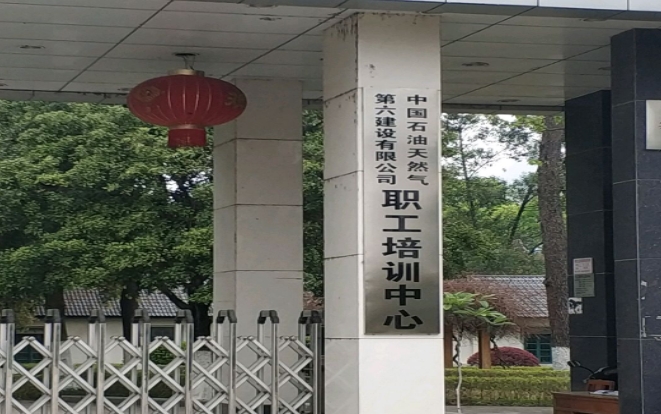 中国石油天然气
第六建设有限公司
职工培训中心